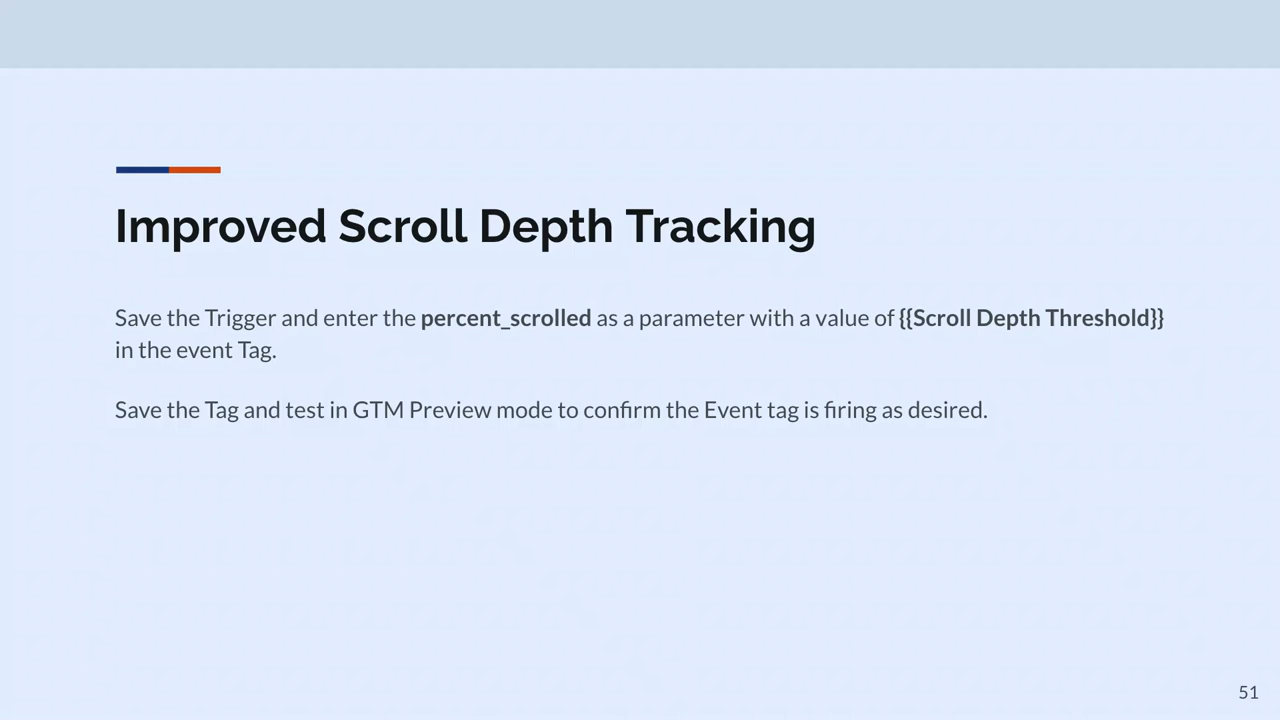 Improved Scroll Depth Tracking
Save the Trigger and enter the percent_scrolled as a parameter with a value of {{Scroll Depth Threshold}}
in the event Tag.
Save the Tag and test in GTM Preview mode to confirm the Event tag is firing as desired.
51